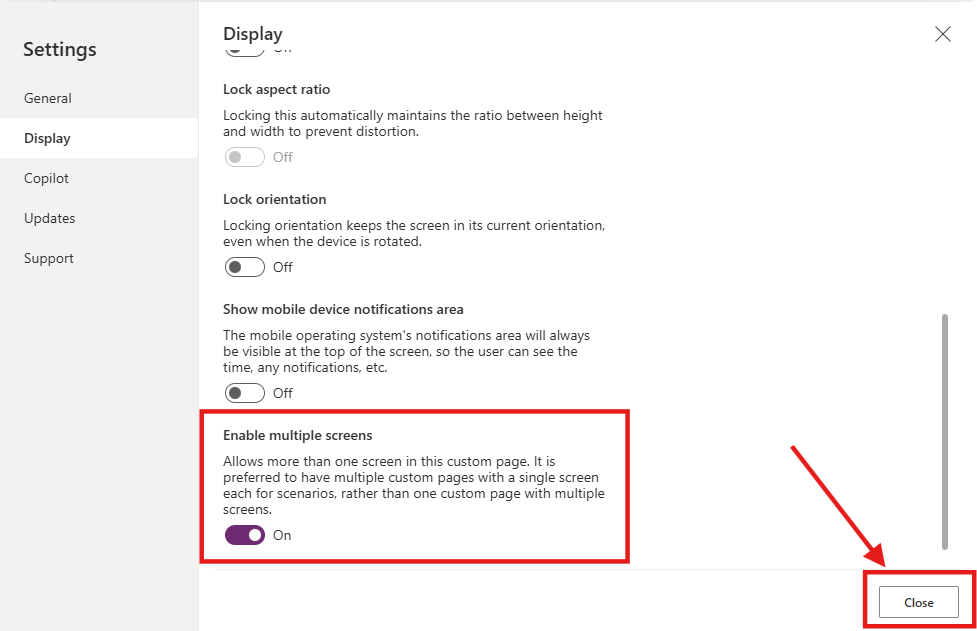 Settings
General
Display
Copilot
Updates
Support
Display
Lock aspect ratio
Locking this automatically maintains the ratio between height
and width to prevent distortion.
Off
Lock orientation
Locking orientation keeps the screen in its current orientation,
even when the device is rotated.
Off
Show mobile device notifications area
The mobile operating system's notifications area will always
be visible at the top of the screen, so the user can see the
time, any notifications, etc.
Off
Enable multiple screens
Allows more than one screen in this custom page. It is
preferred to have multiple custom pages with a single screen
each for scenarios, rather than one custom page with multiple
screens.
On
Close